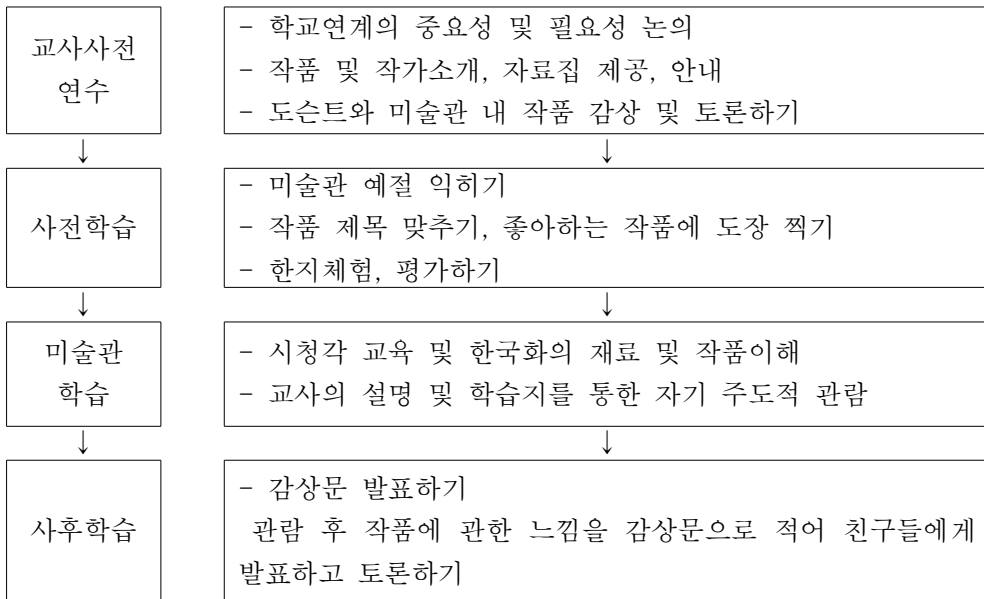 교사사전
연수
- 학교연계의 중요성 및 필요성 논의
- 작품 및 작가소개, 자료집 제공, 안내
- 도슨트와 미술관 내 작품 감상 및 토론하기
↓ ↓
사전학습
- 미술관 예절 익히기
- 작품 제목 맞추기, 좋아하는 작품에 도장 찍기
- 한지체험, 평가하기
↓ ↓
미술관
학습
- 시청각 교육 및 한국화의 재료 및 작품이해
- 교사의 설명 및 학습지를 통한 자기 주도적 관람
↓ ↓
사후학습
- 감상문 발표하기
관람 후 작품에 관한 느낌을 감상문으로 적어 친구들에게
발표하고 토론하기